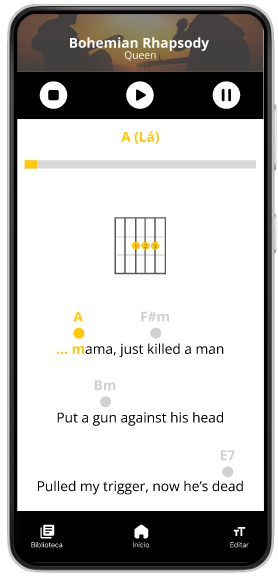 Bohemian Rhapsody
Queen
A (Lá)
A F#m
... mama, just killed a man
Bm
Put a gun against his head
E7
Pulled my trigger, now he's dead
Biblioteca Início Editar